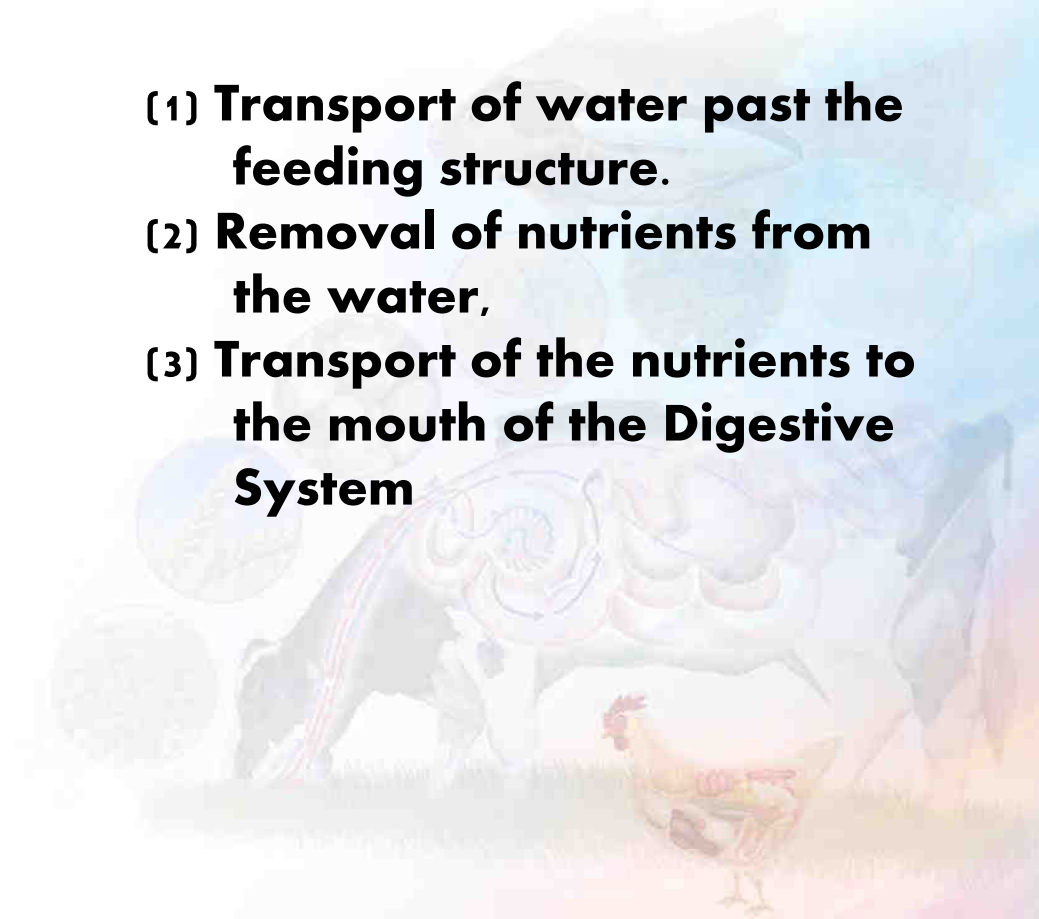 (1) Transport of water past the
feeding structure.
(2) Removal of nutrients from
the water,
(3) Transport of the nutrients to
the mouth of the Digestive
System